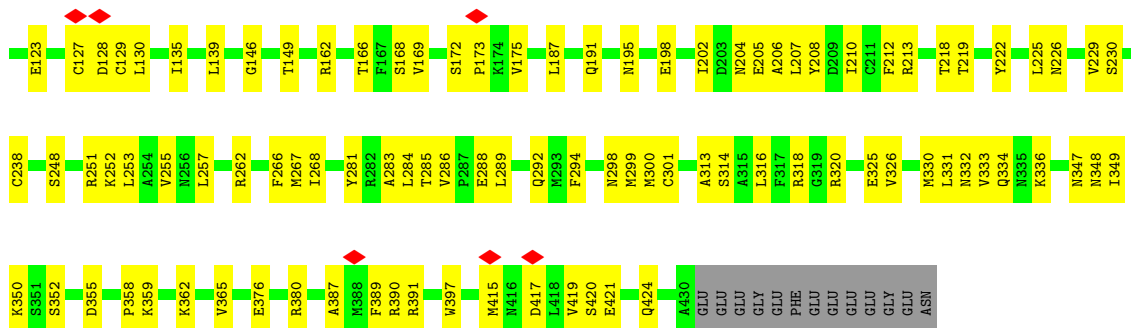 E123 C127 D128 C129 L130 I135 L139 G146 T149 R162 T166 F167 S168 V169 S172 P173 K174 V175 L187 Q191 N195 E198 I202 D203 N204 E205 A206 L207 Y208 D209 I210 C211 F212 R213 T218 T219 Y222 L225 N226 V229 S230
C238 S248 R251 K252 L253 A254 V255 N256 L257 R262 F266 M267 I268 Y281 R282 A283 L284 T285 V286 P287 E288 L289 Q292 M293 F294 N298 M299 M300 C301 A313 S314 A315 L316 F317 R318 G319 R320 E325 V326 M330 L331 N332 V333 Q334 N335 K336 N347 N348 I349
K350 S351 S352 D355 P358 K359 K362 V365 E376 R380 A387 M388 F389 R390 R391 W397 M415 N416 D417 L418 V419 S420 E421 Q424 A430 GLU GLU GLU GLY GLU PHE GLU GLU GLU GLU GLY GLU ASN